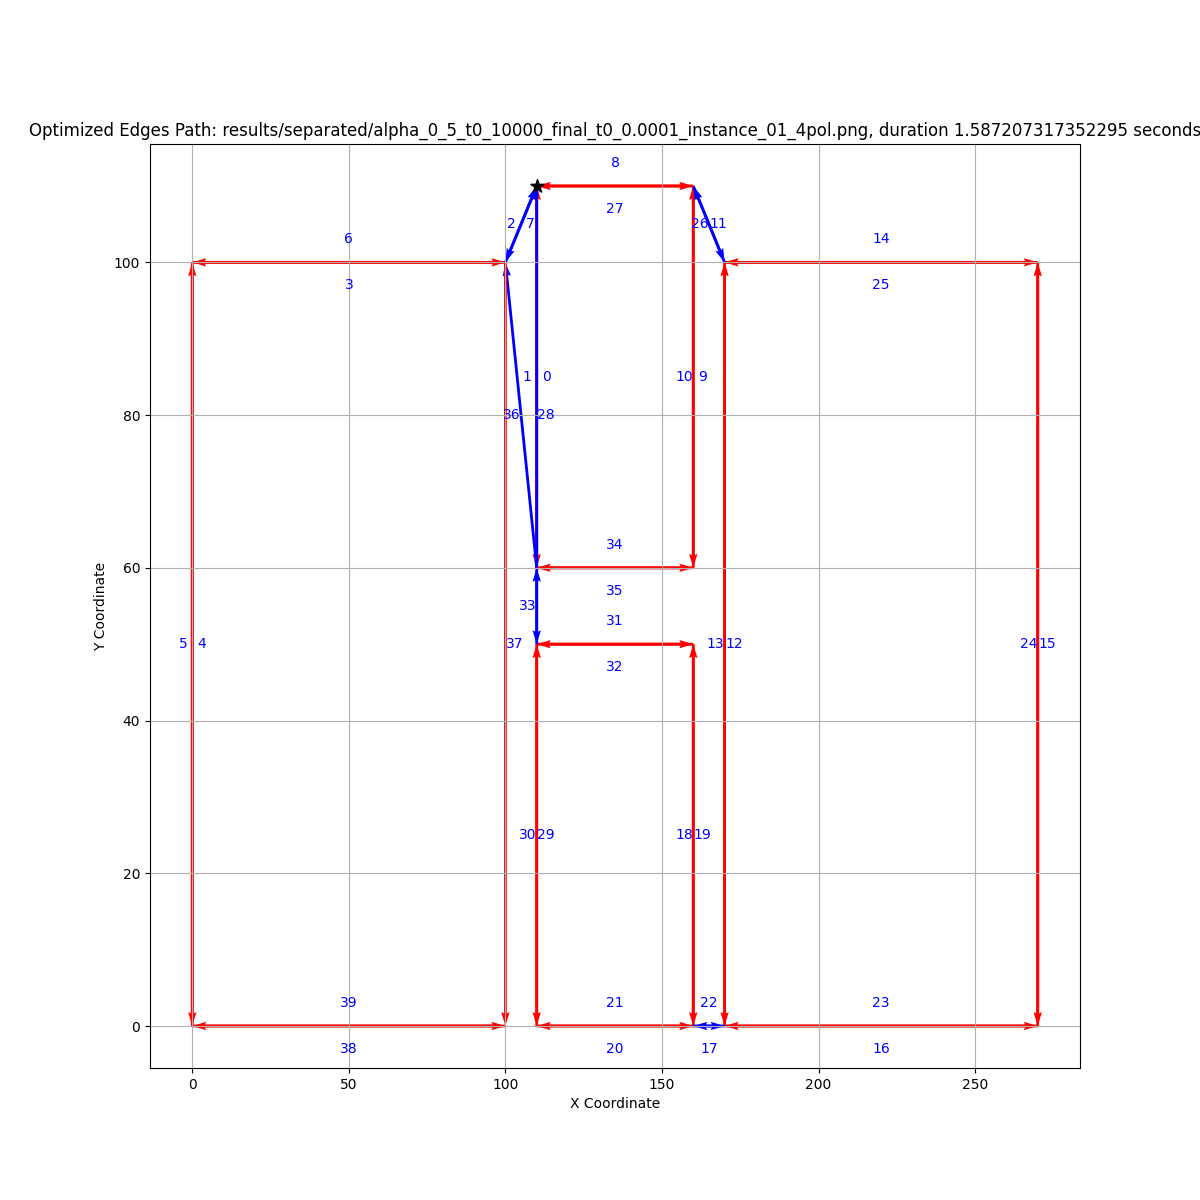 Optimized Edges Path: results/separated/alpha_0_5_t0_10000_final_t0_0.0001_instance_01_4pol.png, duration 1.587207317352295 seconds
8
2 7 27 26 11
6 14
3 25
100
1 0 10 9
80
36 28
34
60
35
33
31
5 4 37 13 12 24 15
32
40
30 29 18 19
20
39 21 22 23
0
38 20 17 16
0 50 100 150 200 250
X Coordinate
Y Coordinate